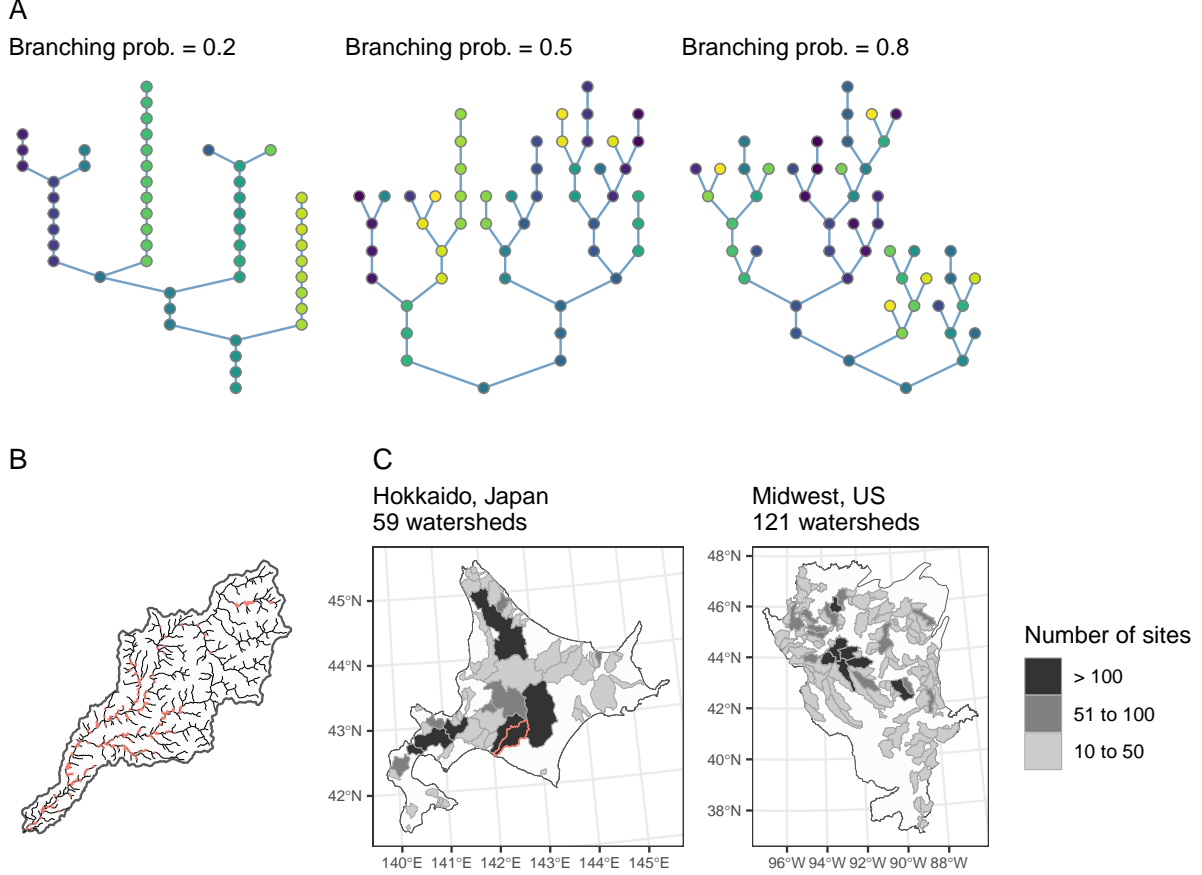 A
Branching prob. = 0.2
Branching prob. = 0.5
Branching prob. = 0.8
B
C
Hokkaido, Japan
59 watersheds
Midwest, US
121 watersheds
45°N
44°N
43°N
42°N
140°E 141°E 142°E 143°E 144°E 145°E
48°N
46°N
44°N
42°N
40°N
38°N
96°W 94°W 92°W 90°W 88°W
Number of sites
> 100
51 to 100
10 to 50